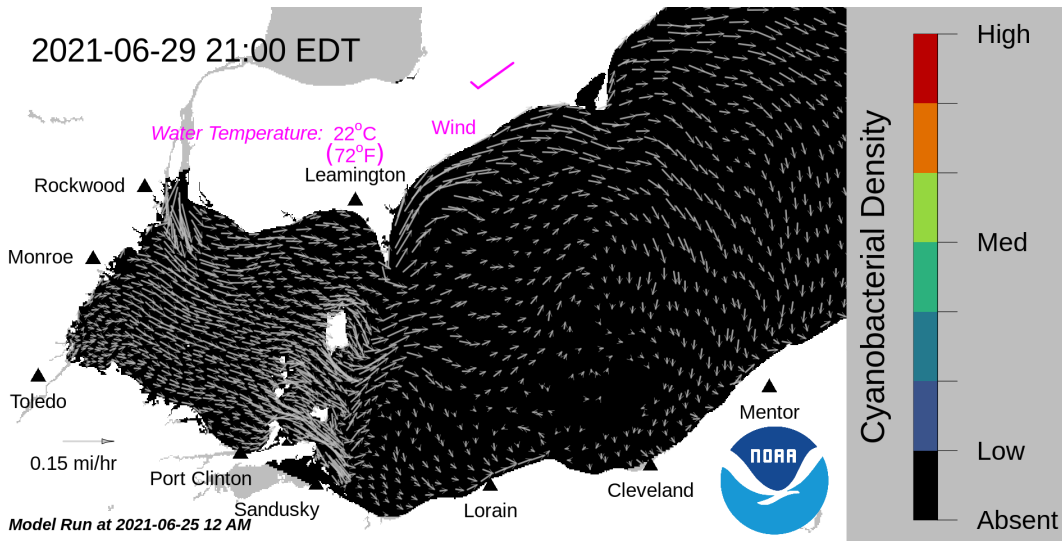 2021-06-29 21:00 EDT
High
Water Temperature: 22°C
(72°F)
Wind
Leamington
Rockwood
Monroe
Med
Cyanobacterial Density
Toledo
Mentor
0.15 mi/hr
Port Clinton
NOAA
Low
Sandusky
Lorain
Cleveland
Model Run at 2021-06-25 12 AM
Absent